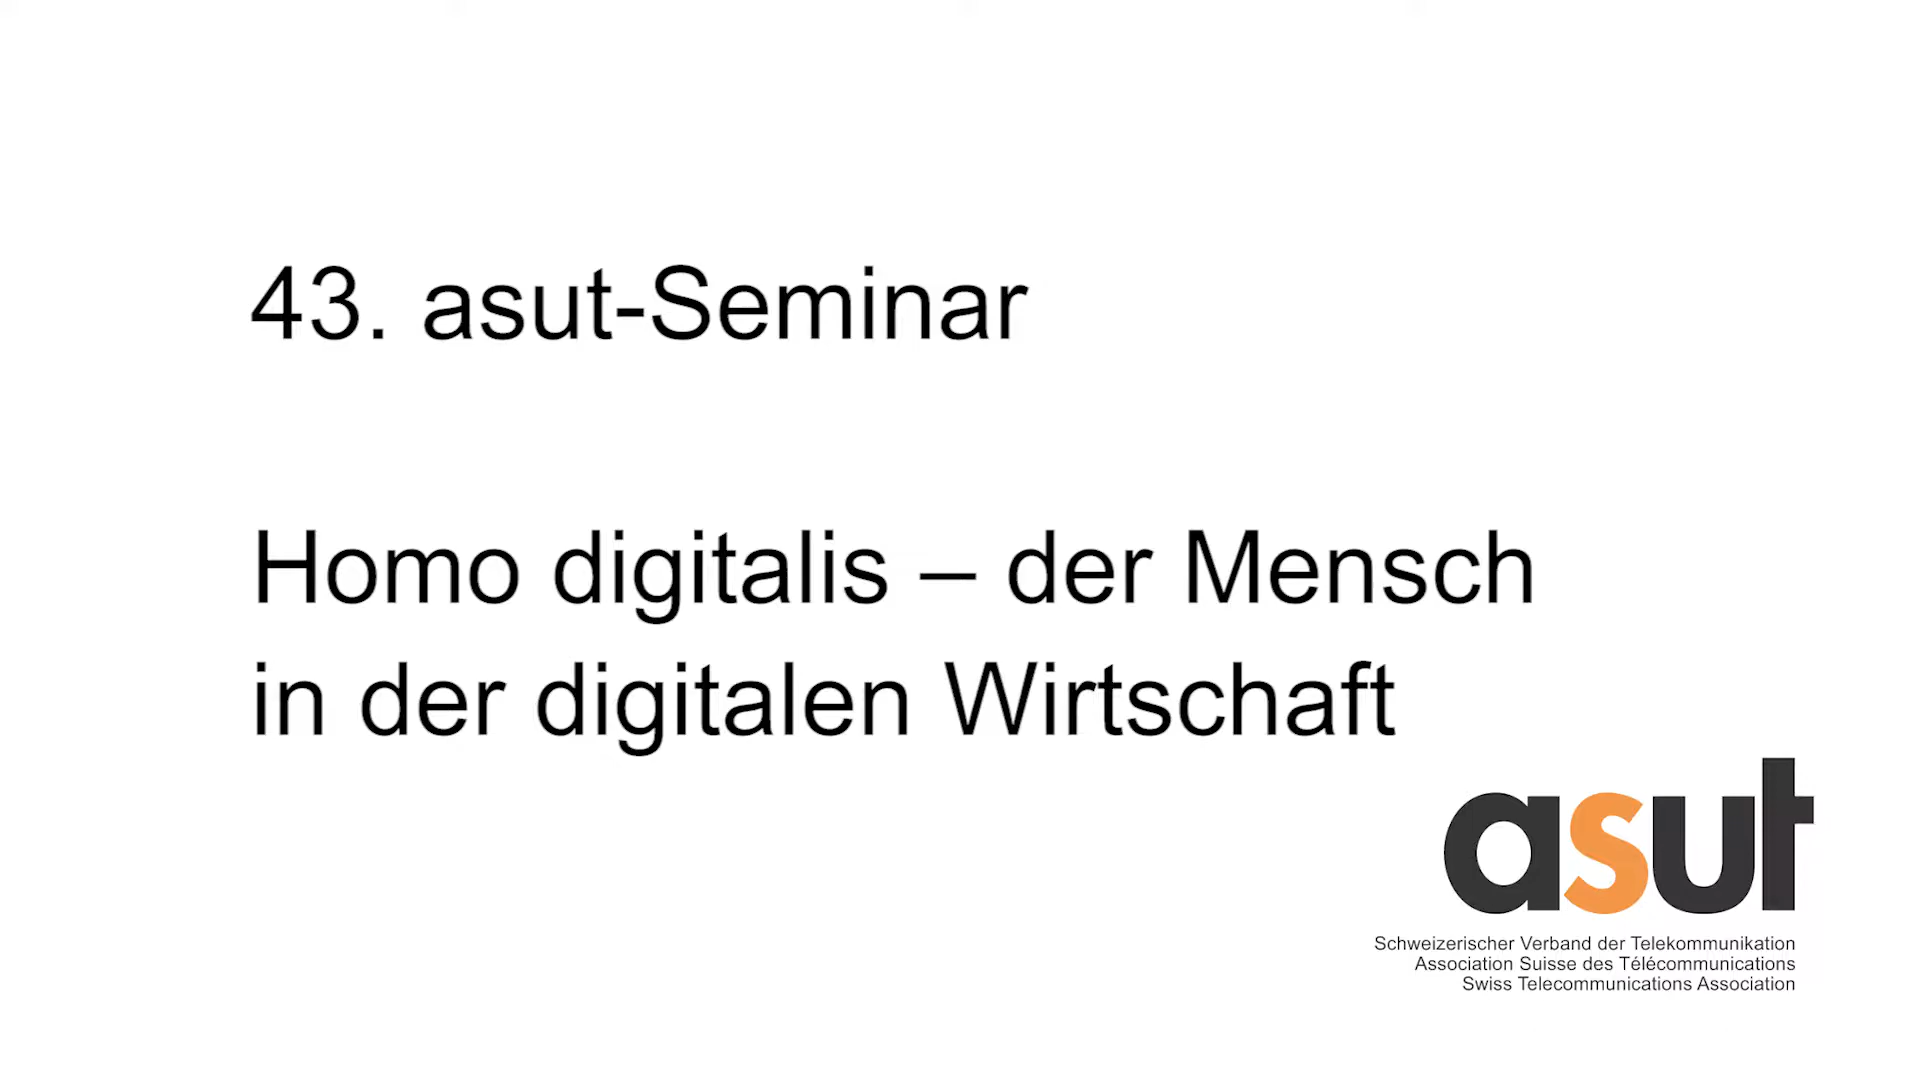 43. asut-Seminar
Homo digitalis – der Mensch
in der digitalen Wirtschaft
asut
Schweizerischer Verband der Telekommunikation
Association Suisse des Télécommunications
Swiss Telecommunications Association